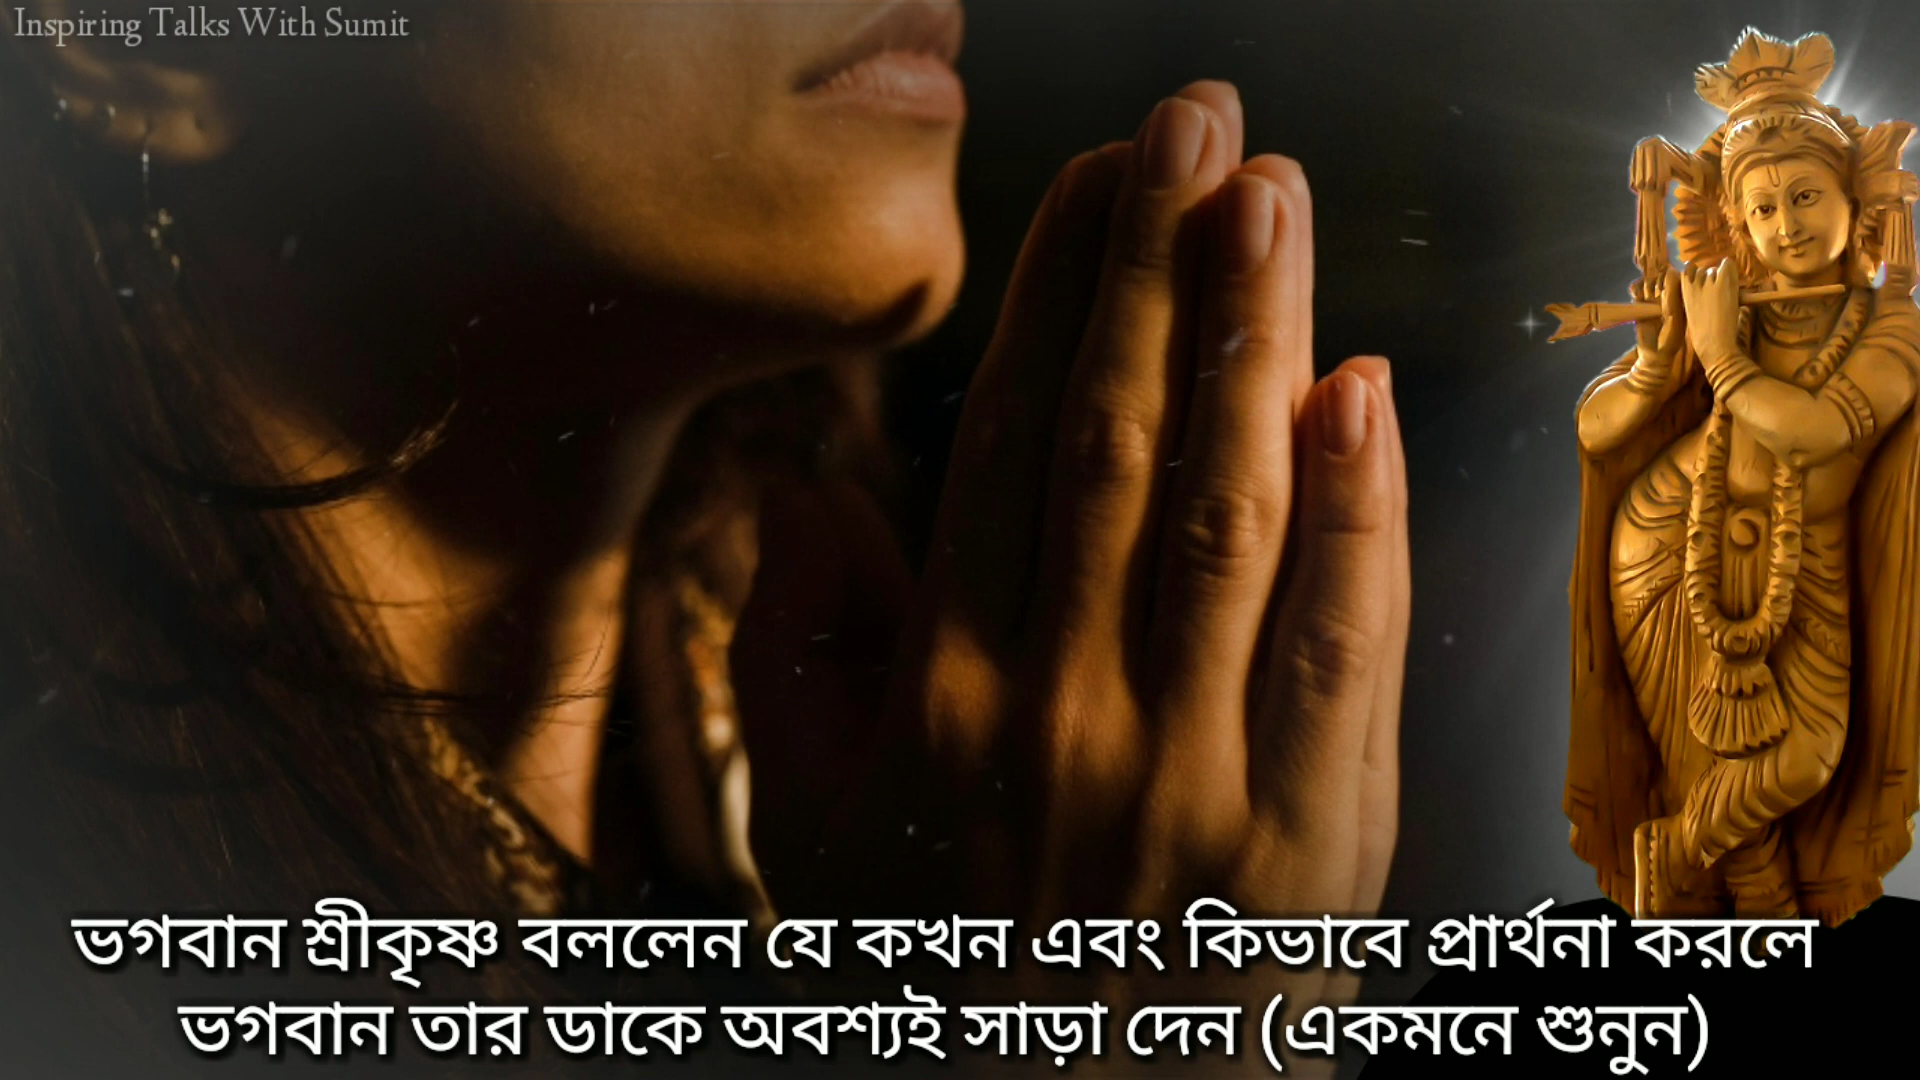 Inspiring Talks With Sumit
ভগবান শ্রীকৃষ্ণ বললেন যে কখন এবং কিভাবে প্রার্থনা করলে
ভগবান তার ডাকে অবশ্যই সাড়া দেন (একমনে শুনুন)